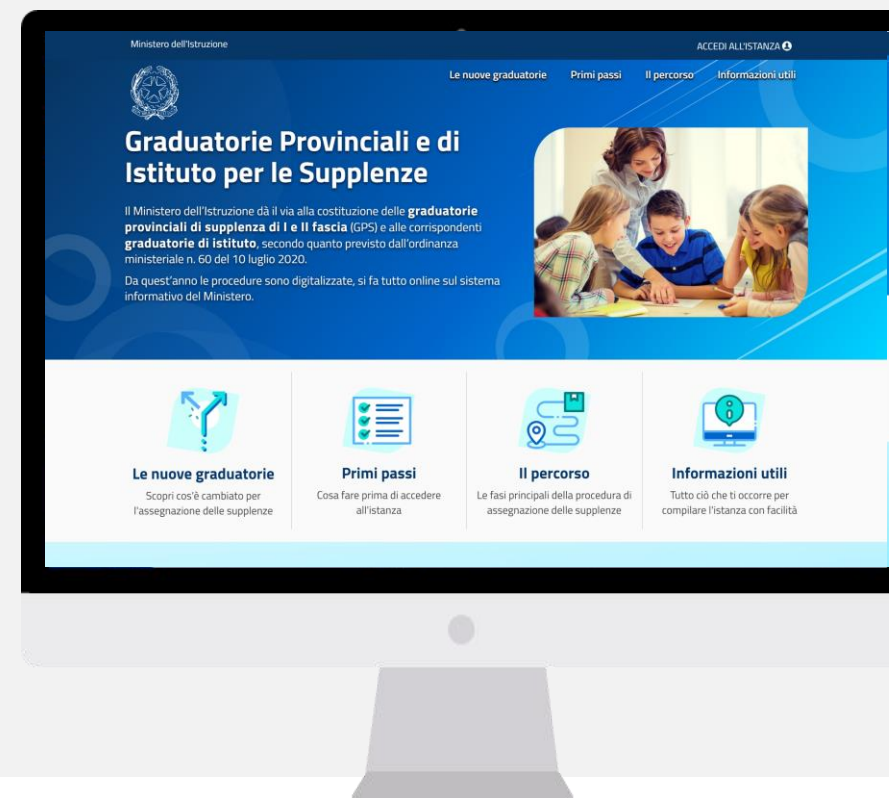 Ministero dell'Istruzione
ACCEDI ALL'ISTANZA
Le nuove graduatorie Primi passi Il percorso Informazioni utili
Graduatorie Provinciali e di
Istituto per le Supplenze
Il Ministero dell'Istruzione dà il via alla costituzione delle graduatorie
provinciali di supplenza di I e II fascia (GPS) e alle corrispondenti
graduatorie di istituto, secondo quanto previsto dall'ordinanza
ministeriale n. 60 del 10 luglio 2020.
Da quest'anno le procedure sono digitalizzate, si fa tutto online sul sistema
informativo del Ministero.
Le nuove graduatorie
Scopri cos'è cambiato per
l'assegnazione delle supplenze
Primi passi
Cosa fare prima di accedere
all'istanza
Il percorso
Le fasi principali della procedura di
assegnazione delle supplenze
Informazioni utili
Tutto ciò che ti occorre per
compilare l'istanza con facilità